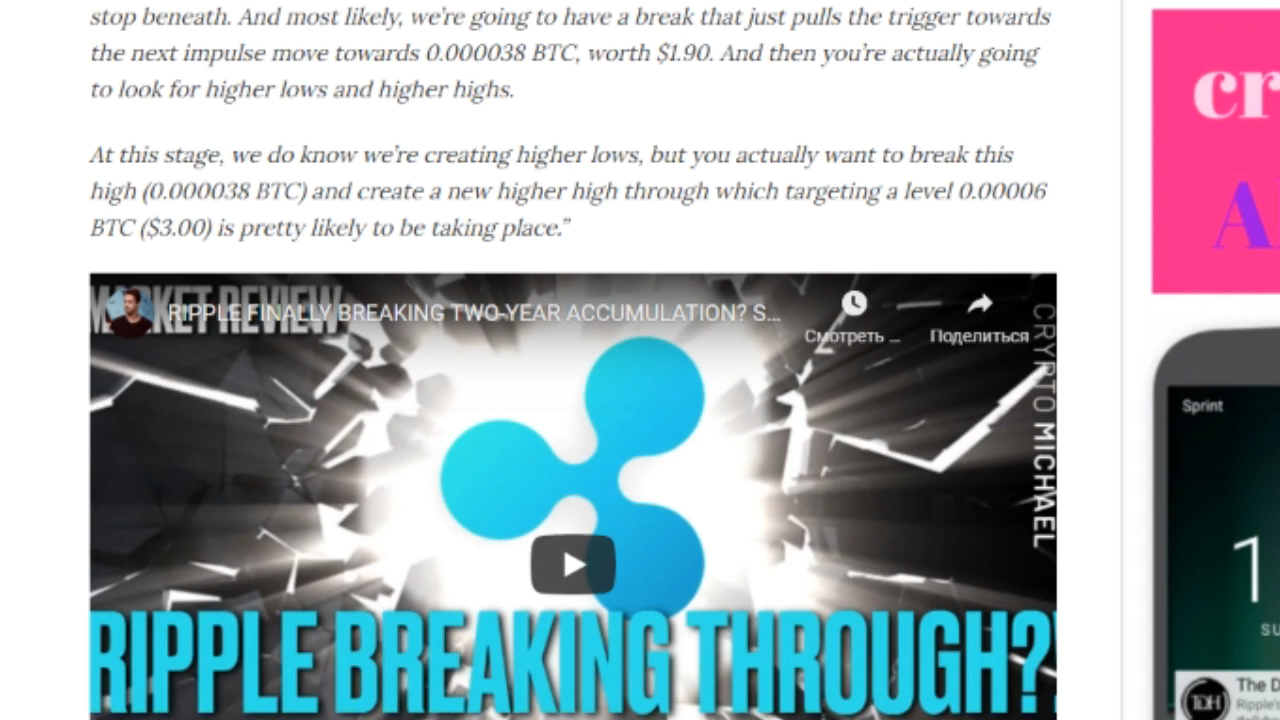 stop beneath. And most likely, we're going to have a break that just pulls the trigger towards
the next impulse move towards 0.000038 BTC, worth $1.90. And then you're actually going
to look for higher lows and higher highs.
At this stage, we do know we're creating higher lows, but you actually want to break this
high (0.000038 BTC) and create a new higher high through which targeting a level 0.00006
BTC ($3.00) is pretty likely to be taking place.”
MARKET REVIEW
RIPPLE FINALLY BREAKING TWO-YEAR ACCUMULATION? S...
Смотреть ...
Поделиться
CRYPTO MICHAEL
RIPPLE BREAKING THROUGH?!
cr
A
Sprint
1
SU
The D
Ripple's
TDH